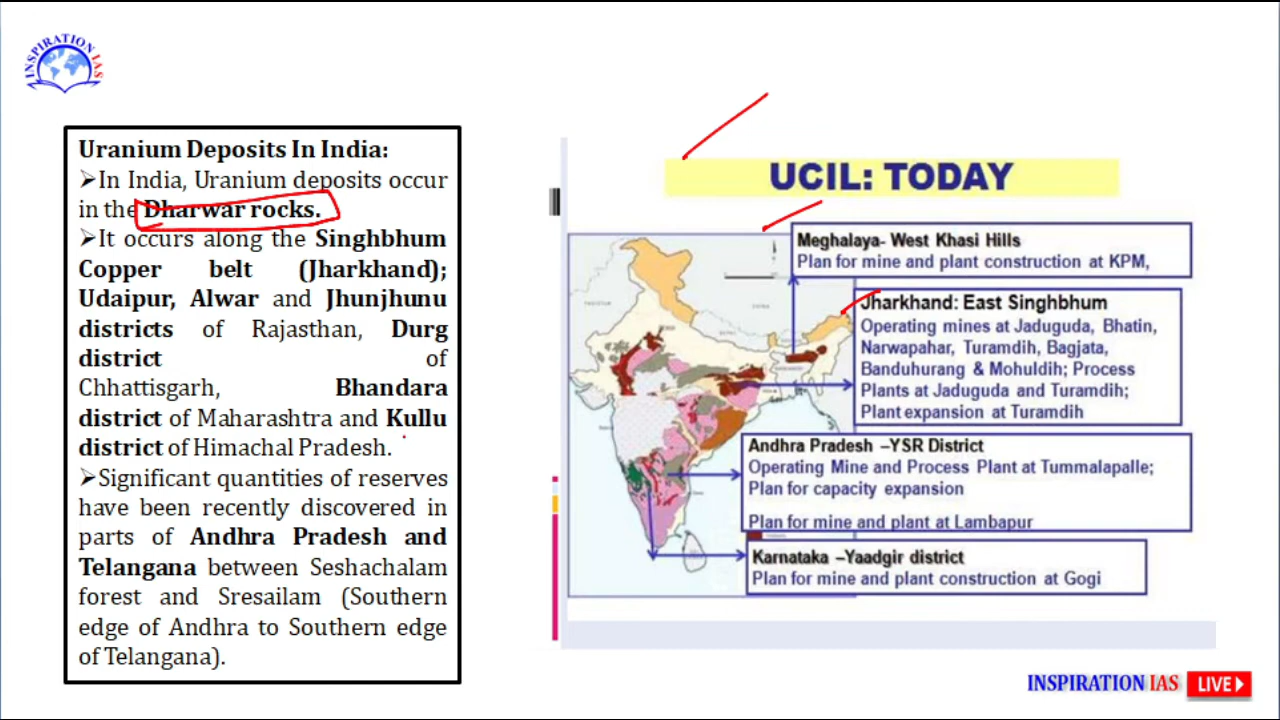 INSPIRATION IAS
Uranium Deposits In India:
➢In India, Uranium deposits occur
in the Dharwar rocks.
➢It occurs along the Singhbhum
Copper belt (Jharkhand);
Udaipur, Alwar and Jhunjhunu
districts of Rajasthan, Durg
district of
Chhattisgarh, Bhandara
district of Maharashtra and Kullu
district of Himachal Pradesh.
➢Significant quantities of reserves
have been recently discovered in
parts of Andhra Pradesh and
Telangana between Seshachalam
forest and Sresailam (Southern
edge of Andhra to Southern edge
of Telangana).
UCIL: TODAY
Meghalaya- West Khasi Hills
Plan for mine and plant construction at KPM,
Jharkhand: East Singhbhum
Operating mines at Jaduguda, Bhatin,
Narwapahar, Turamdih, Bagjata,
Banduhurang & Mohuldih; Process
Plants at Jaduguda and Turamdih;
Plant expansion at Turamdih
Andhra Pradesh –YSR District
Operating Mine and Process Plant at Tummalapalle;
Plan for capacity expansion
Plan for mine and plant at Lambapur
Karnataka –Yaadgir district
Plan for mine and plant construction at Gogi
INSPIRATION IAS LIVE